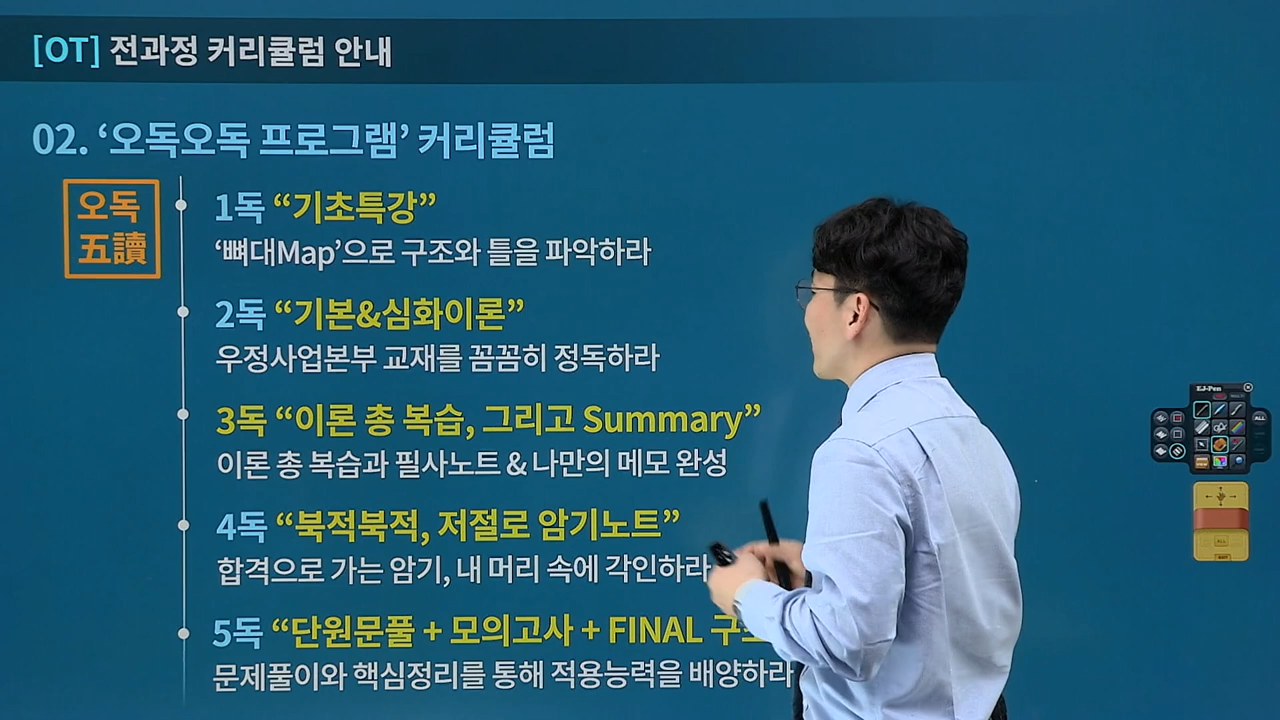 [OT] 전과정 커리큘럼 안내
02. ‘오독오독 프로그램’ 커리큘럼
오독
五讀
1독 “기초특강”
‘뼈대Map’으로 구조와 틀을 파악하라
2독 “기본&심화이론”
우정사업본부 교재를 꼼꼼히 정독하라
3독 “이론 총 복습, 그리고 Summary”
이론 총 복습과 필사노트 & 나만의 메모 완성
4독 “북적북적, 저절로 암기노트”
합격으로 가는 암기, 내 머리 속에 각인하라
5독 “단원문풀 + 모의고사 + FINAL
문제풀이와 핵심정리를 통해 적용능력을 배양하라
EJ-Pen
ALL
ALL